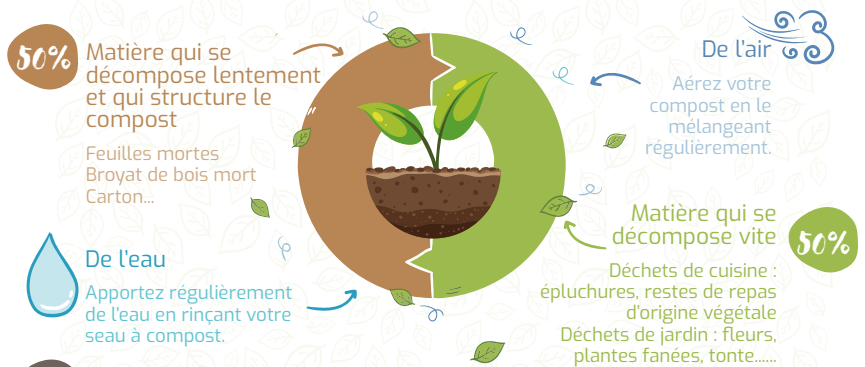 50%
Matière qui se
décompose lentement
et qui structure le
compost
Feuilles mortes
Broyat de bois mort
Carton...
De l'eau
Apportez régulièrement
de l'eau en rinçant votre
seau à compost.
De l'air
Aérez votre
compost en le
mélangeant
régulièrement.
Matière qui se
décompose vite
50%
Déchets de cuisine :
épluchures, restes de repas
d'origine végétale
Déchets de jardin : fleurs,
plantes fanées, tonte......